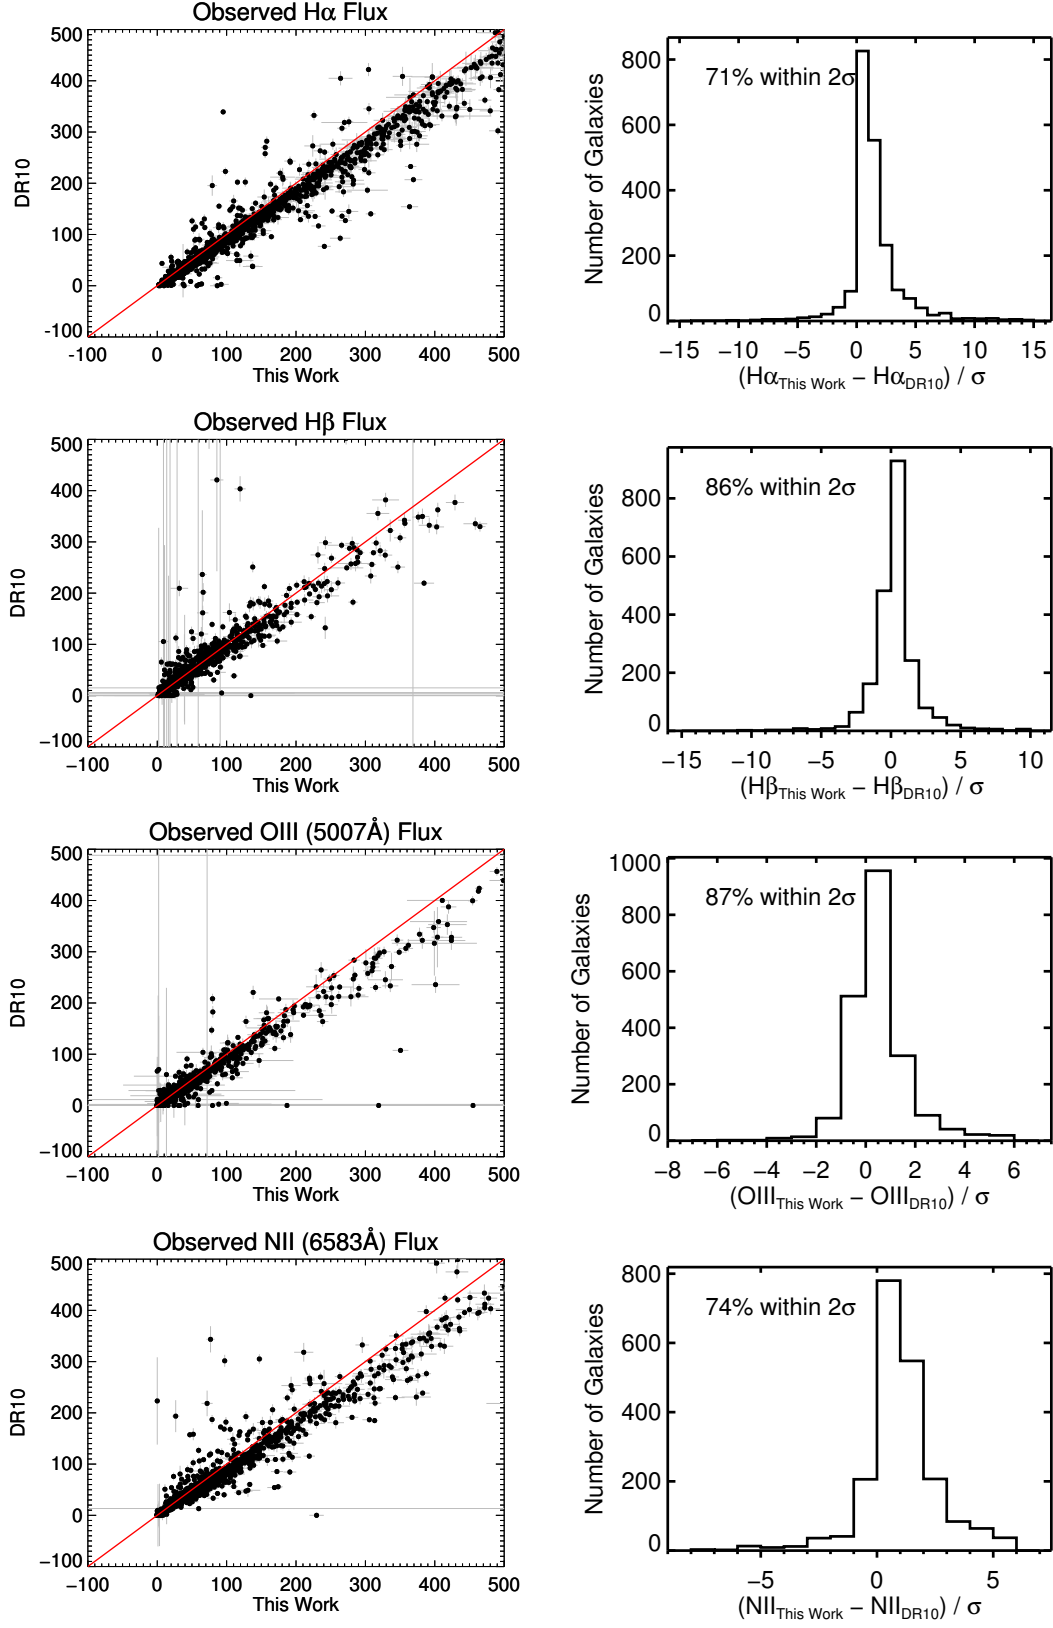 Observed Hα Flux
500
400
300
200
100
0
-100
DR10
-100 0 100 200 300 400 500
This Work
800
600
400
200
0
Number of Galaxies
71% within 2σ
−15 −10 −5 0 5 10 15
(HαThis Work − HαDR10) / σ
Observed Hβ Flux
500
400
300
200
100
0
−100
DR10
−100 0 100 200 300 400 500
This Work
800
600
400
200
0
Number of Galaxies
86% within 2σ
−15 −10 −5 0 5 10
(HβThis Work − HβDR10) / σ
Observed OIII (5007Å) Flux
500
400
300
200
100
0
−100
DR10
−100 0 100 200 300 400 500
This Work
1000
800
600
400
200
0
Number of Galaxies
87% within 2σ
−8 −6 −4 −2 0 2 4 6
(OIIIThis Work − OIIIDR10) / σ
Observed NII (6583Å) Flux
500
400
300
200
100
0
−100
DR10
−100 0 100 200 300 400 500
This Work
800
600
400
200
0
Number of Galaxies
74% within 2σ
−5 0 5
(NIIThis Work − NIIDR10) / σ